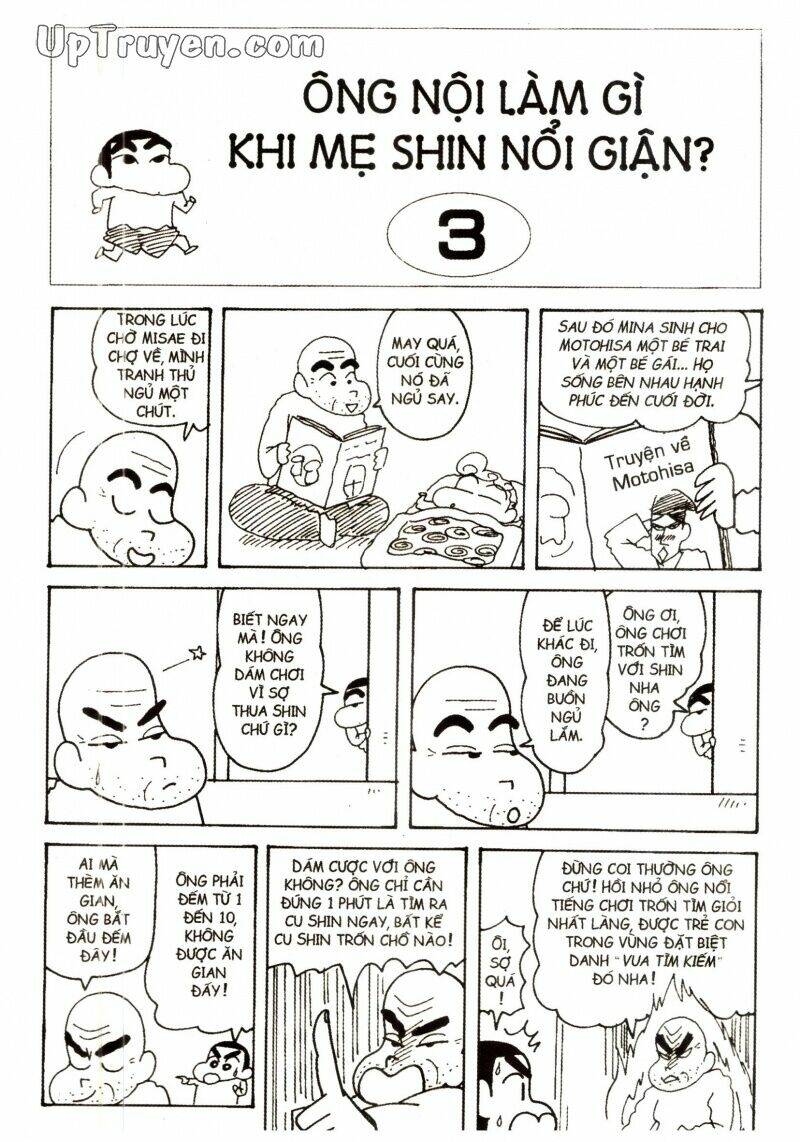 UpTruyen.com
ÔNG NỘI LÀM GÌ
KHI MẸ SHIN NỔI GIẬN?
3
SAU ĐÓ MINA SINH CHO
MOTOHISA MỘT BÉ TRAI
VÀ MỘT BÉ GÁI... HỌ
SỐNG BÊN NHAU HẠNH
PHÚC ĐẾN CUỐI ĐỜI.
Truyện về
Motohisa
MAY QUÁ,
CUỐI CÙNG
NÓ ĐÃ
NGỦ SAY.
TRONG LÚC
CHỜ MISAE ĐI
CHỢ VỀ, MÌNH
TRANH THỦ
NGỦ MỘT
CHÚT.
ÔNG ƠI,
ÔNG CHƠI
TRỐN TÌM
VỚI SHIN
NHA
ÔNG
?
ĐỂ LÚC
KHÁC ĐI,
ÔNG
ĐANG
BUỒN
NGỦ
LẮM.
BIẾT NGAY
MÀ! ÔNG
KHÔNG
DÁM CHƠI
VÌ SỢ
THUA SHIN
CHỨ GÌ?
ĐỪNG COI THƯỜNG ÔNG
CHỨ! HỒI NHỎ ÔNG NỔI
TIẾNG CHƠI TRỐN TÌM GIỎI
NHẤT LÀNG, ĐƯỢC TRẺ CON
TRONG VÙNG ĐẶT BIỆT
DANH "VUA TÌM KIẾM"
ĐÓ NHA!
ÔI,
SỢ
QUÁ
!
DÁM CƯỢC VỚI ÔNG
KHÔNG? ÔNG CHỈ CẦN
ĐÚNG 1 PHÚT LÀ TÌM RA
CU SHIN NGAY, BẤT KỂ
CU SHIN TRỐN CHỖ NÀO!
ÔNG PHẢI
ĐẾM TỪ 1
ĐẾN 10,
KHÔNG
ĐƯỢC ĂN
GIAN
ĐẤY!
AI MÀ
THÈM ĂN
GIAN,
ÔNG BẮT
ĐẦU ĐẾM
ĐÂY!